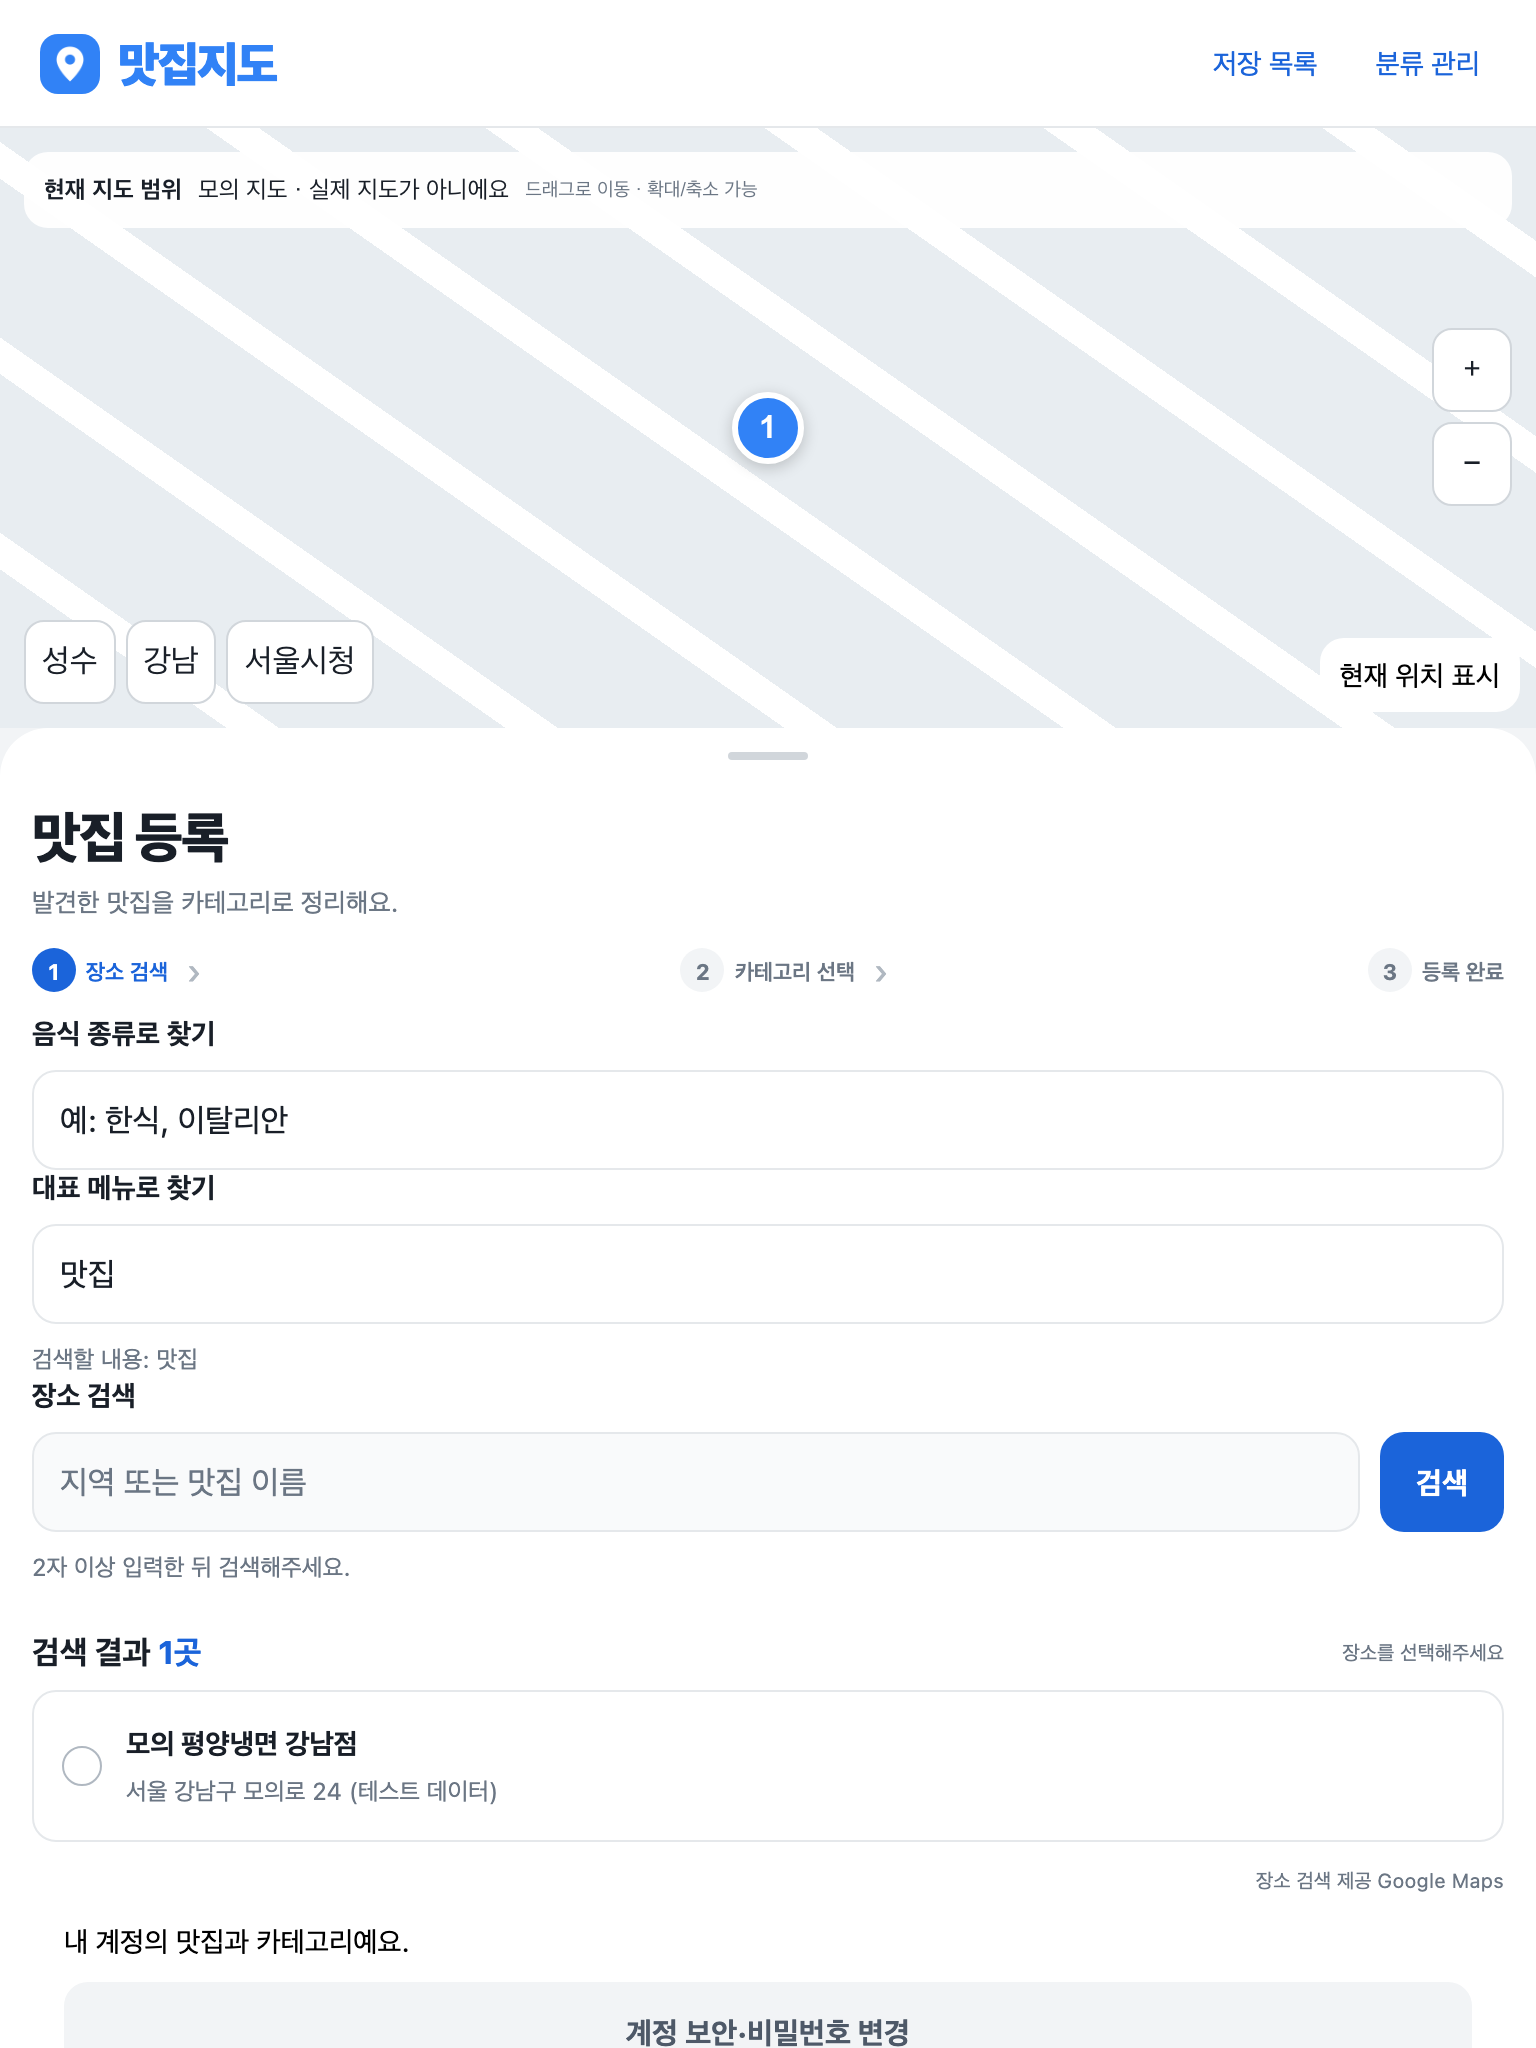 맛집지도
저장 목록 분류 관리
현재 지도 범위 모의 지도 · 실제 지도가 아니에요 드래그로 이동 · 확대/축소 가능
+
1
−
성수 강남 서울시청
현재 위치 표시
맛집 등록
발견한 맛집을 카테고리로 정리해요.
1 장소 검색 › 2 카테고리 선택 › 3 등록 완료
음식 종류로 찾기
예: 한식, 이탈리안
대표 메뉴로 찾기
맛집
검색할 내용: 맛집
장소 검색
지역 또는 맛집 이름 검색
2자 이상 입력한 뒤 검색해주세요.
검색 결과 1곳 장소를 선택해주세요
모의 평양냉면 강남점
서울 강남구 모의로 24 (테스트 데이터)
장소 검색 제공 Google Maps
내 계정의 맛집과 카테고리예요.
계정 보안·비밀번호 변경